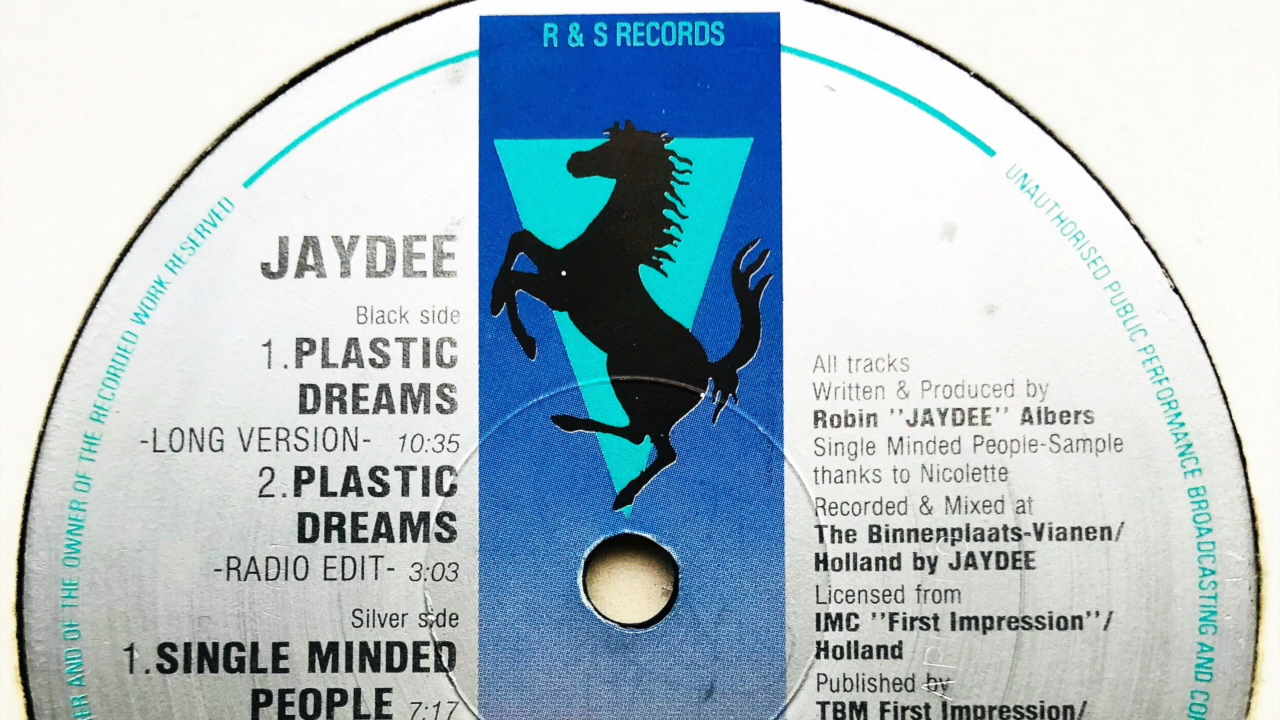 R & S RECORDS
JAYDEE
Black side
1.PLASTIC
DREAMS
-LONG VERSION- 10:35
2.PLASTIC
DREAMS
-RADIO EDIT- 3:03
Silver side
1.SINGLE MINDED
PEOPLE 7:17
All tracks
Written & Produced by
Robin "JAYDEE" Albers
Single Minded People-Sample
thanks to Nicolette
Recorded & Mixed at
The Binnenplaats-Vianen/
Holland by JAYDEE
Licensed from
IMC "First Impression"/
Holland
Published by
TBM First Impression/
AND OF THE OWNER OF THE RECORDED WORK RESERVED
UNAUTHORISED PUBLIC PERFORMANCE BROADCASTING AND